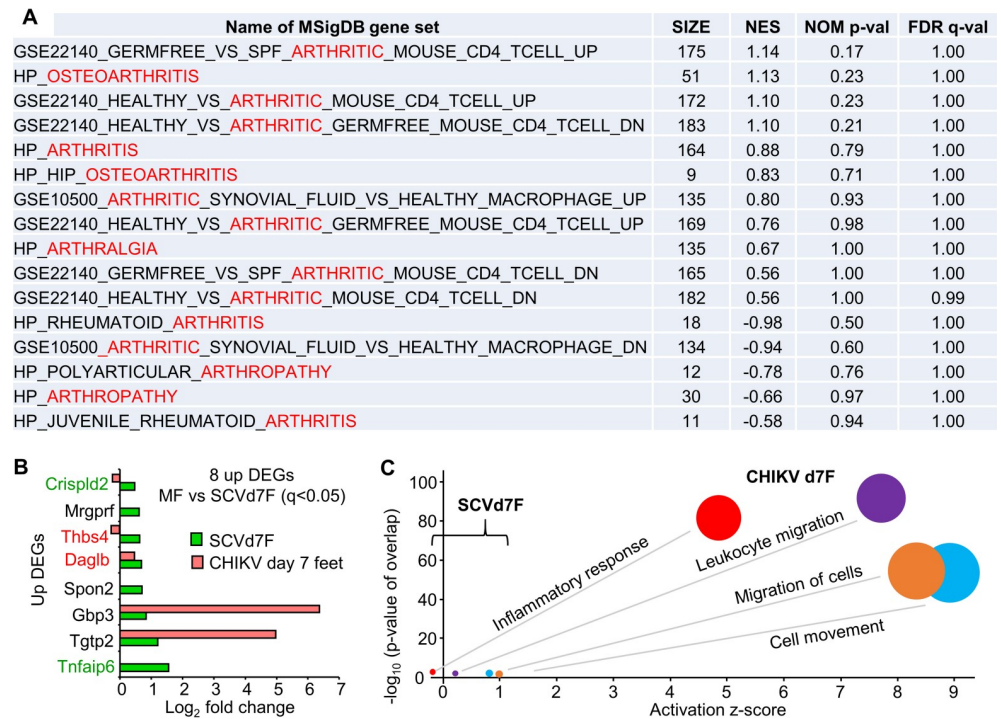 A
Name of MSigDB gene set SIZE NES NOM p-val FDR q-val
GSE22140_GERMFREE_VS_SPF_ARTHRITIC_MOUSE_CD4_TCELL_UP 175 1.14 0.17 1.00
HP_OSTEOARTHRITIS 51 1.13 0.23 1.00
GSE22140_HEALTHY_VS_ARTHRITIC_MOUSE_CD4_TCELL_UP 172 1.10 0.23 1.00
GSE22140_HEALTHY_VS_ARTHRITIC_GERMFREE_MOUSE_CD4_TCELL_DN 183 1.10 0.21 1.00
HP_ARTHRITIS 164 0.88 0.79 1.00
HP_HIP_OSTEOARTHRITIS 9 0.83 0.71 1.00
GSE10500_ARTHRITIC_SYNOVIAL_FLUID_VS_HEALTHY_MACROPHAGE_UP 135 0.80 0.93 1.00
GSE22140_HEALTHY_VS_ARTHRITIC_GERMFREE_MOUSE_CD4_TCELL_UP 169 0.76 0.98 1.00
HP_ARTHRALGIA 135 0.67 1.00 1.00
GSE22140_GERMFREE_VS_SPF_ARTHRITIC_MOUSE_CD4_TCELL_DN 165 0.56 1.00 1.00
GSE22140_HEALTHY_VS_ARTHRITIC_MOUSE_CD4_TCELL_DN 182 0.56 1.00 0.99
HP_RHEUMATOID_ARTHRITIS 18 -0.98 0.50 1.00
GSE10500_ARTHRITIC_SYNOVIAL_FLUID_VS_HEALTHY_MACROPHAGE_DN 134 -0.94 0.60 1.00
HP_POLYARTICULAR_ARTHROPATHY 12 -0.78 0.76 1.00
HP_ARTHROPATHY 30 -0.66 0.97 1.00
HP_JUVENILE_RHEUMATOID_ARTHRITIS 11 -0.58 0.94 1.00
B
8 up DEGs
MF vs SCVd7F (q<0.05)
SCVd7F
CHIKV day 7 feet
Up DEGs
Crispld2
Mrgprf
Thbs4
Daglb
Spon2
Gbp3
Tgtp2
Tnfaip6
0 1 2 3 4 5 6 7
Log2 fold change
C
CHIKV d7F
SCVd7F
Inflammatory response
Leukocyte migration
Migration of cells
Cell movement
-log10 (p-value of overlap)
100
80
60
40
20
0
0 1 2 3 4 5 6 7 8 9
Activation z-score